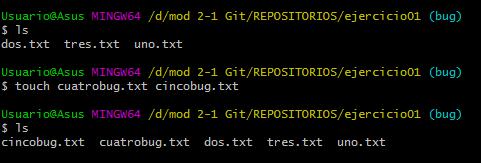 Usuario@Asus MINGW64 /d/mod 2-1 Git/REPOSITORIOS/ejercicio01 (bug)
$ ls
dos.txt  tres.txt  uno.txt
Usuario@Asus MINGW64 /d/mod 2-1 Git/REPOSITORIOS/ejercicio01 (bug)
$ touch cuatrobug.txt cincobug.txt
Usuario@Asus MINGW64 /d/mod 2-1 Git/REPOSITORIOS/ejercicio01 (bug)
$ ls
cincobug.txt  cuatrobug.txt  dos.txt  tres.txt  uno.txt